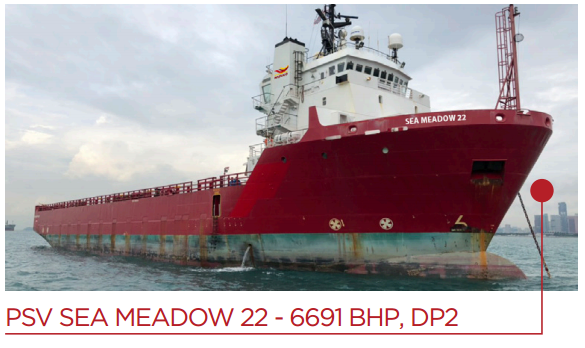 SEA MEADOW 22
PSV SEA MEADOW 22 - 6691 BHP, DP2